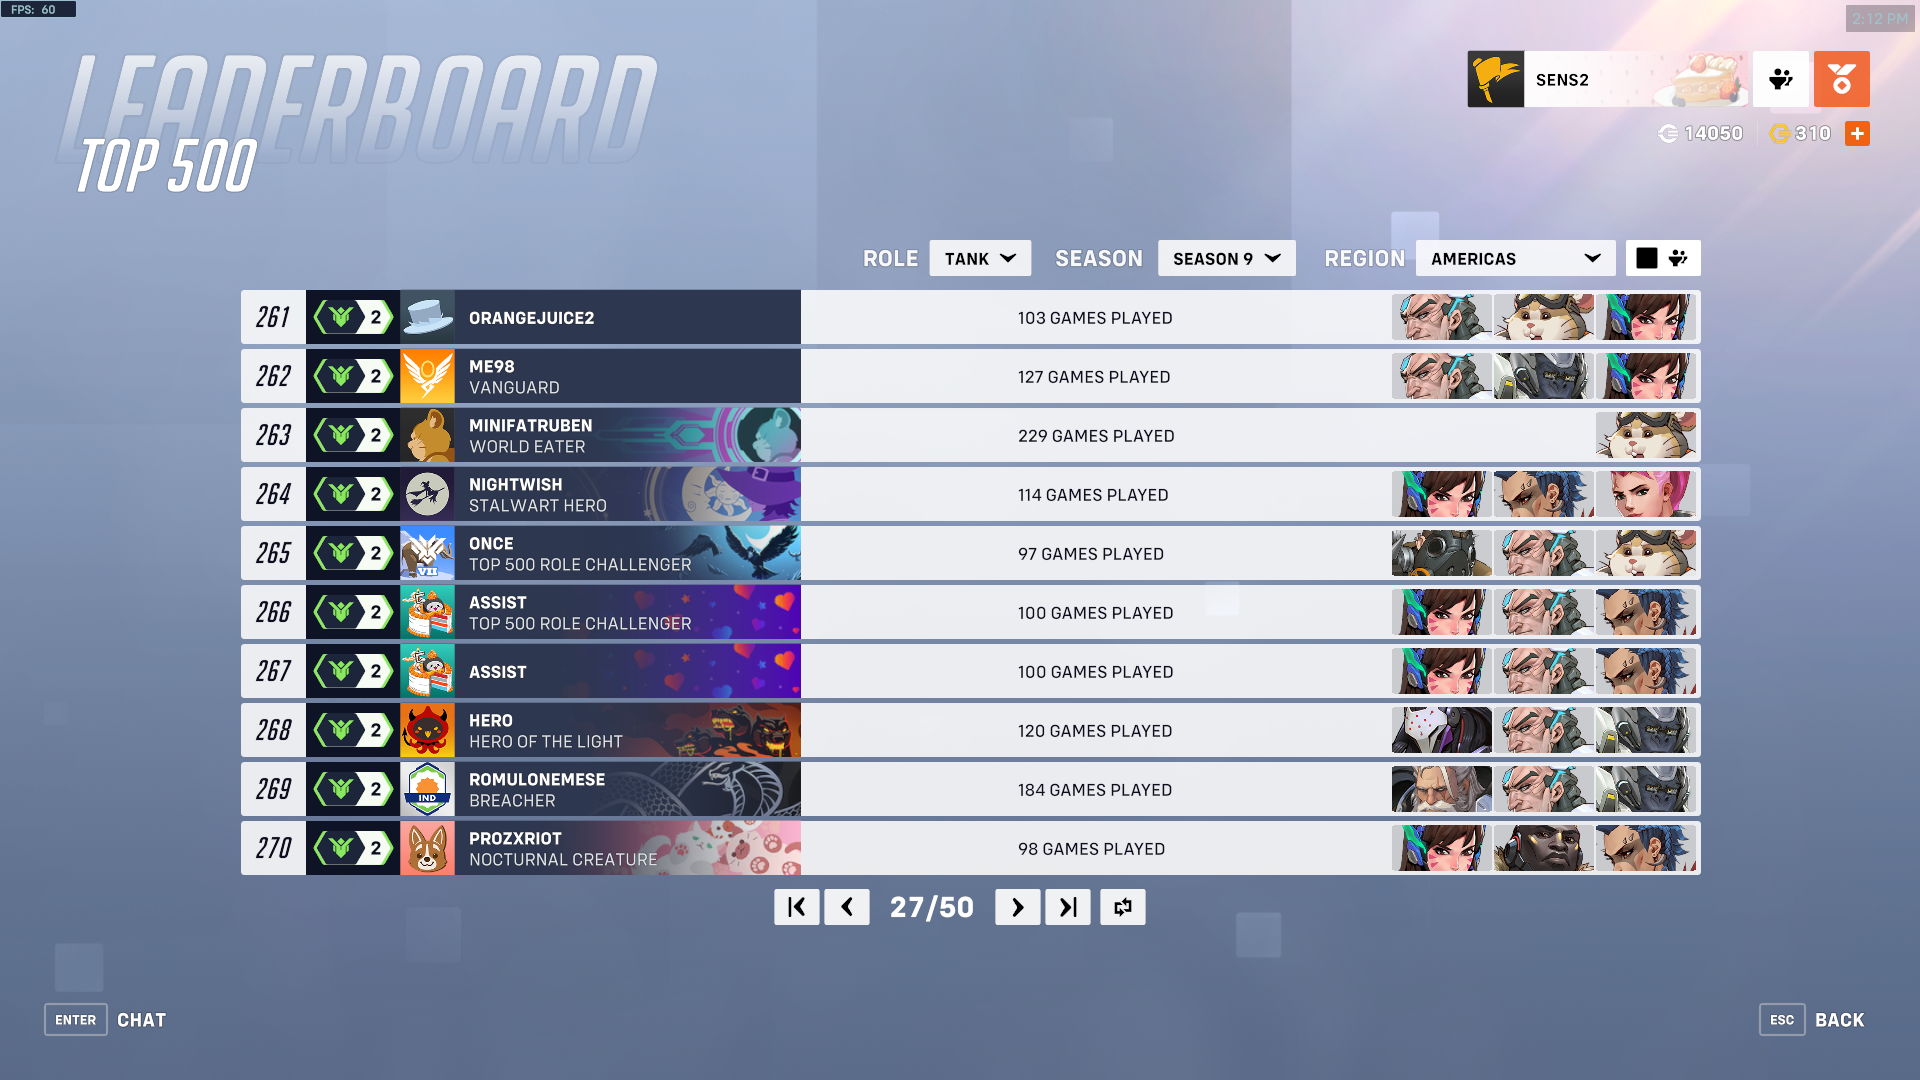 FPS: 60
2:12 PM
LEADERBOARD
TOP 500
SENS2
14050 310
ROLE TANK SEASON SEASON 9 REGION AMERICAS
261 2 ORANGEJUICE2 103 GAMES PLAYED
262 2 ME98 127 GAMES PLAYED
VANGUARD
263 2 MINIFATRUBEN 229 GAMES PLAYED
WORLD EATER
264 2 NIGHTWISH 114 GAMES PLAYED
STALWART HERO
265 2 VII ONCE 97 GAMES PLAYED
TOP 500 ROLE CHALLENGER
266 2 ASSIST 100 GAMES PLAYED
TOP 500 ROLE CHALLENGER
267 2 ASSIST 100 GAMES PLAYED
268 2 HERO 120 GAMES PLAYED
HERO OF THE LIGHT
269 2 IND ROMULONEMESE 184 GAMES PLAYED
BREACHER
270 2 PROZXRIOT 98 GAMES PLAYED
NOCTURNAL CREATURE
27/50
ENTER CHAT
ESC BACK